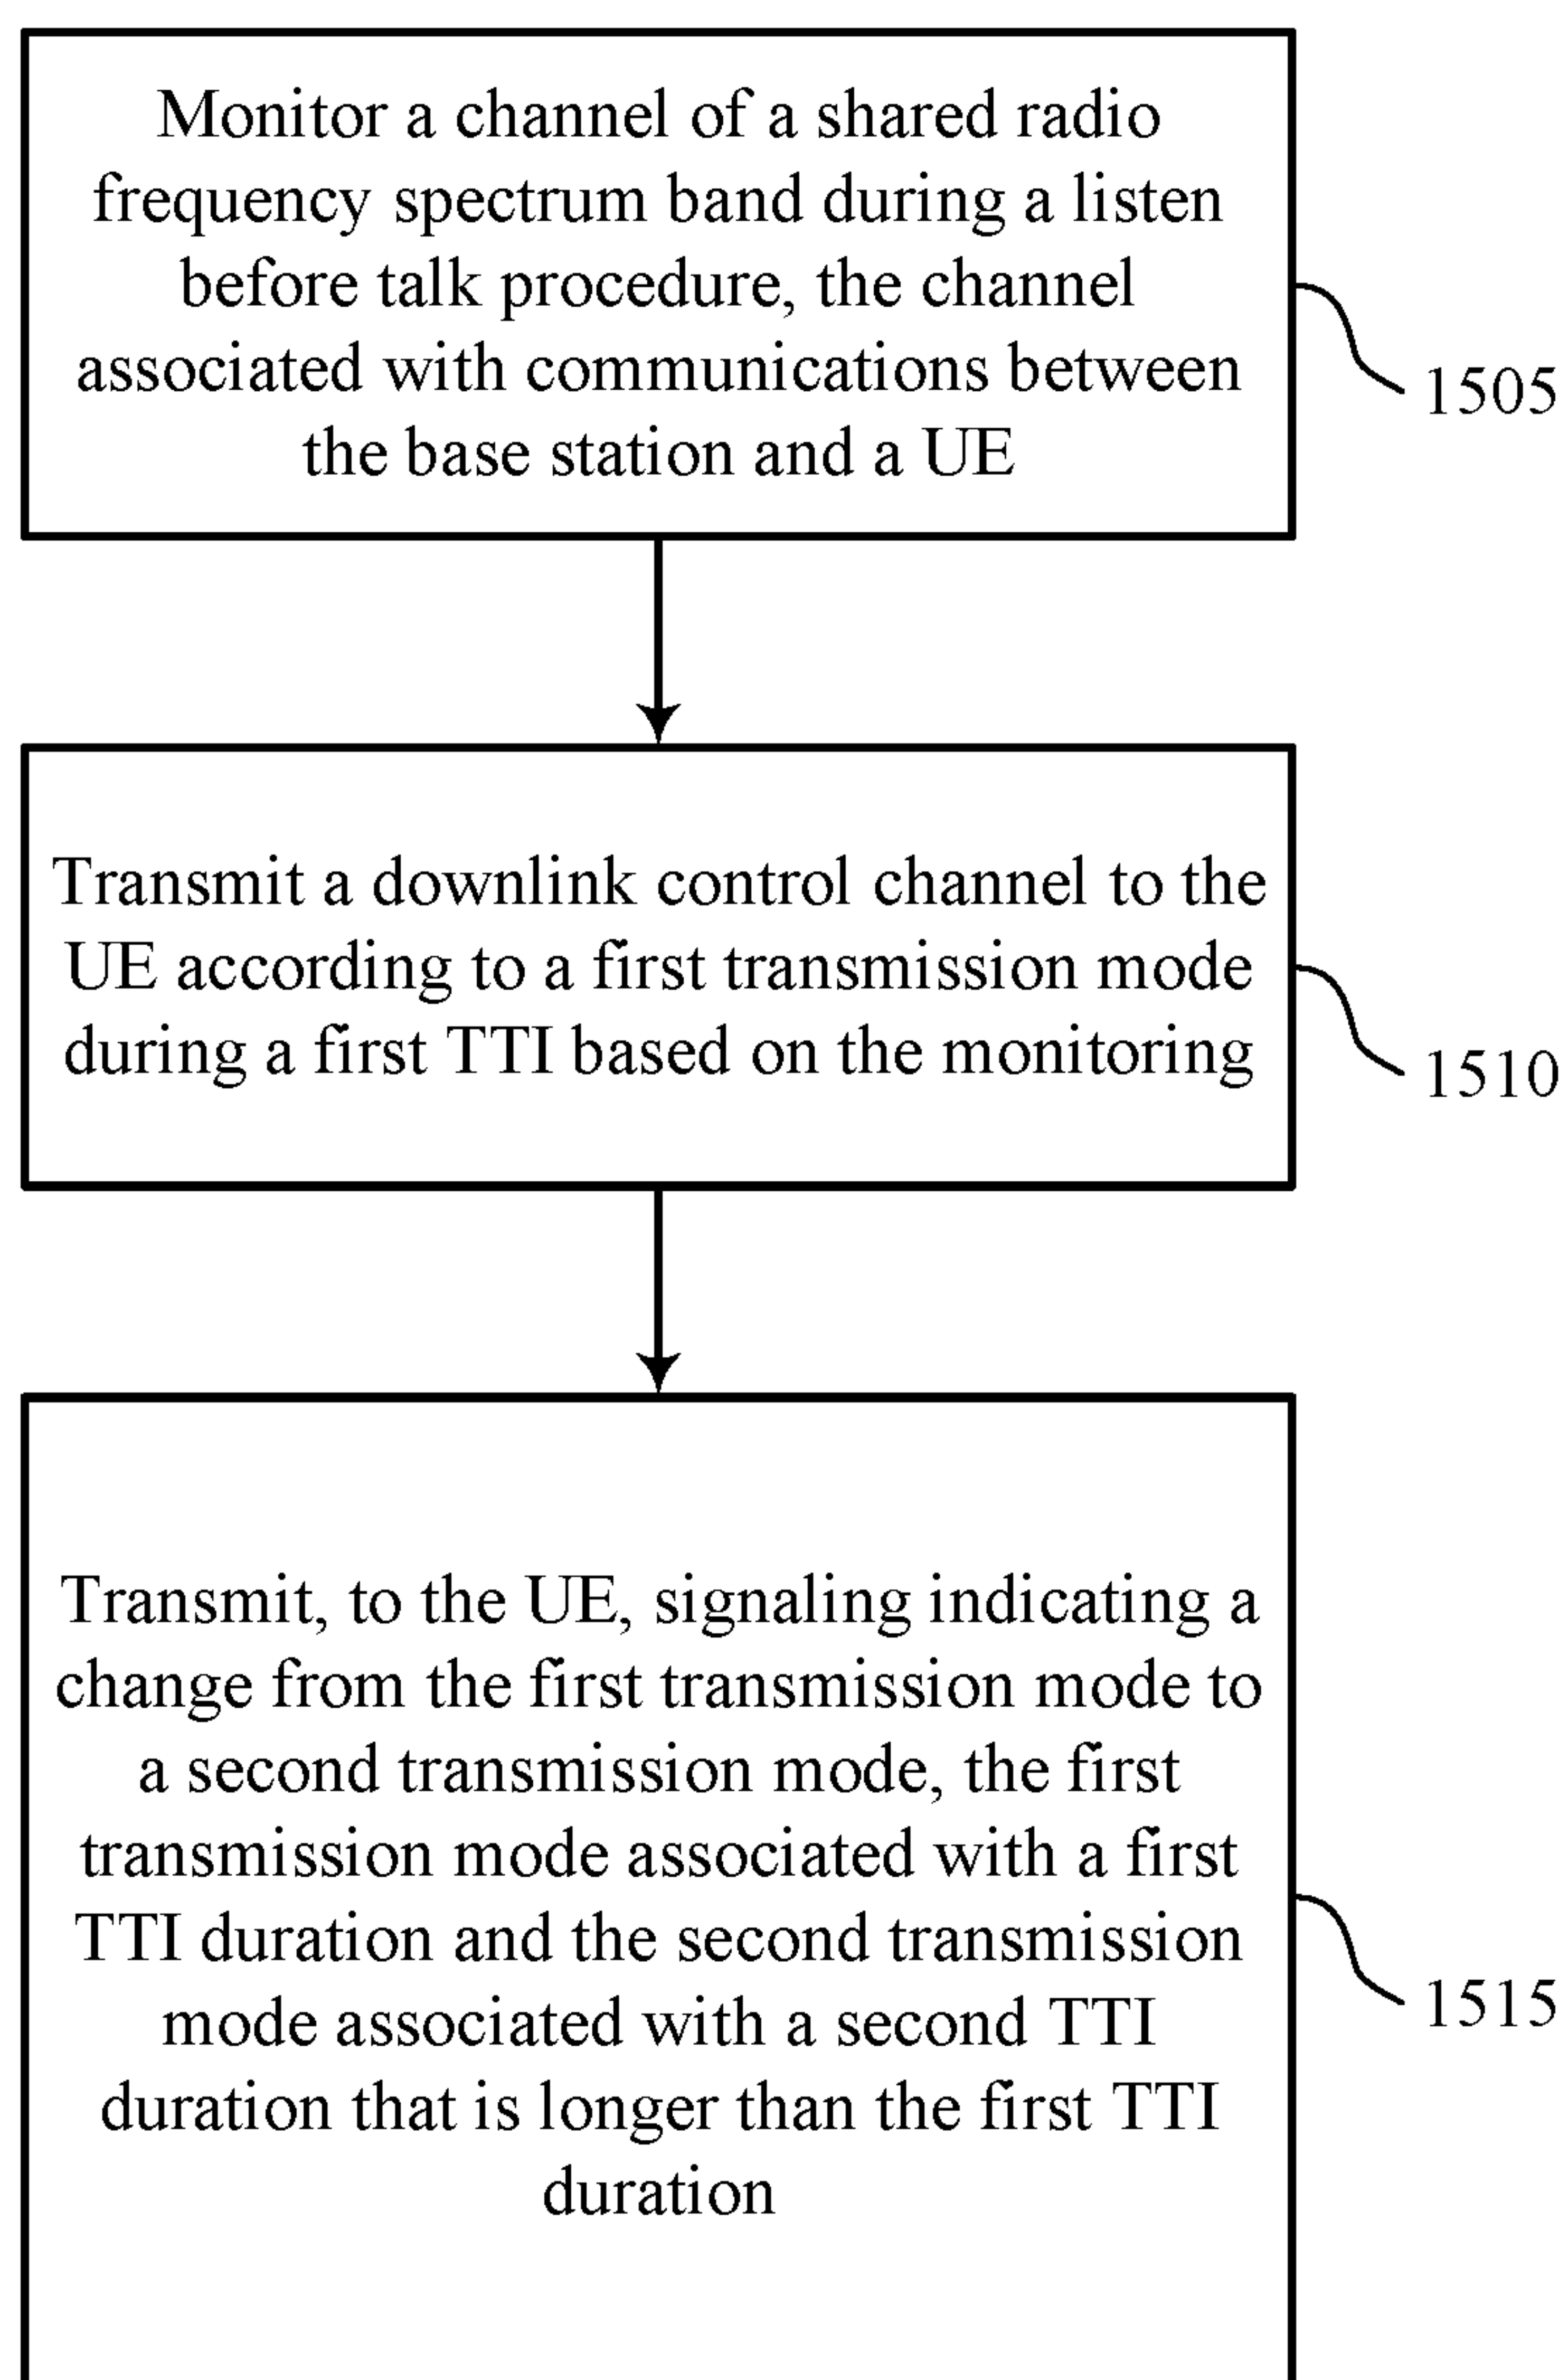 Monitor a channel of a shared radio
frequency spectrum band during a listen
before talk procedure, the channel
associated with communications between
the base station and a UE
1505
Transmit a downlink control channel to the
UE according to a first transmission mode
during a first TTI based on the monitoring
1510
Transmit, to the UE, signaling indicating a
change from the first transmission mode to
a second transmission mode, the first
transmission mode associated with a first
TTI duration and the second transmission
mode associated with a second TTI
duration that is longer than the first TTI
duration
1515